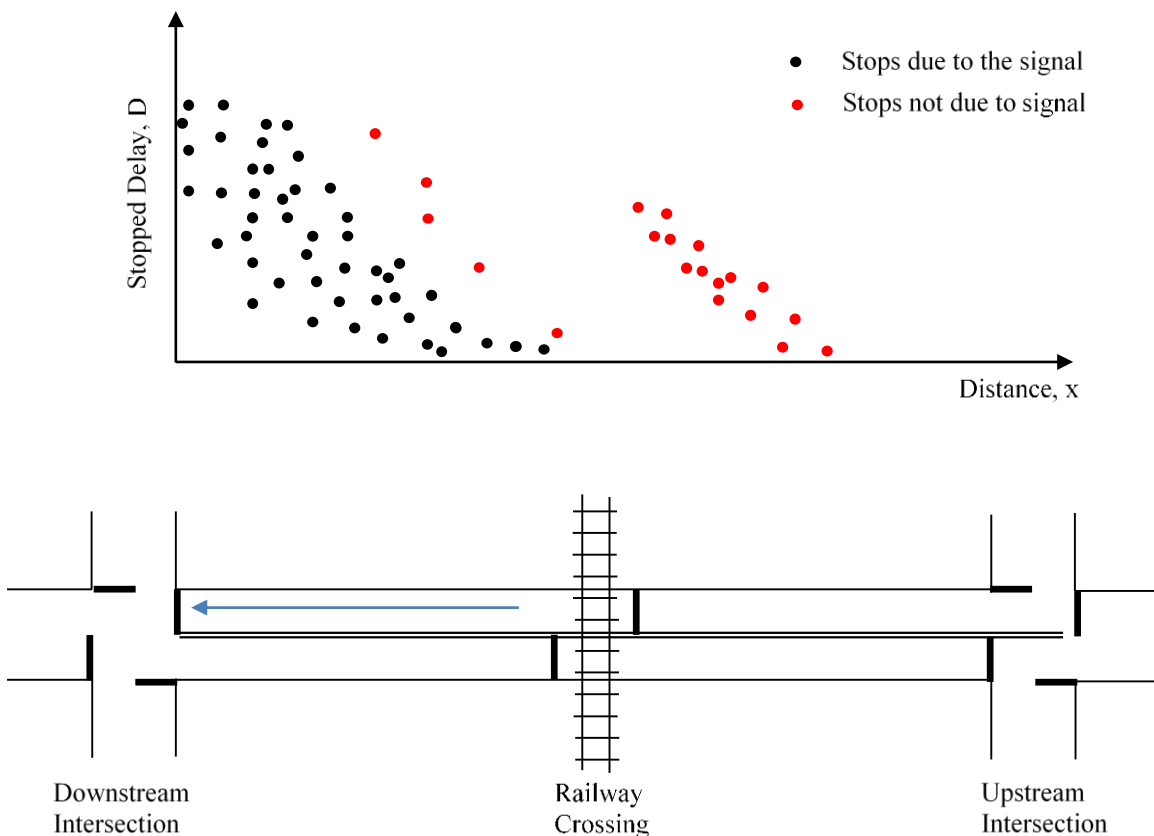 Stops due to the signal
Stops not due to signal
Stopped Delay, D
Distance, x
Downstream
Intersection
Railway
Crossing
Upstream
Intersection